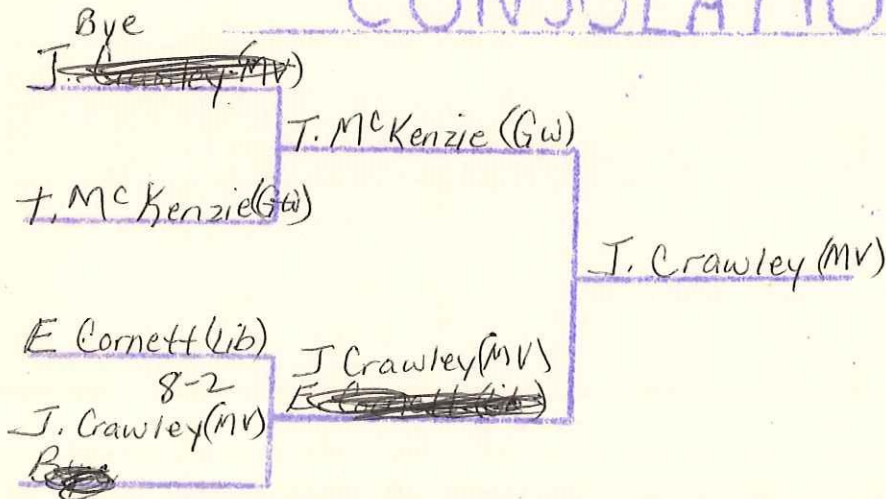 CONSOLATIO
Bye
J. Crawley (MV)
T. McKenzie (GW)
T. McKenzie (GW)
J. Crawley (MV)
E Cornett (Lib)
8-2
J Crawley (MV)
E Cornett (Lib)
J. Crawley (MV)
Bye